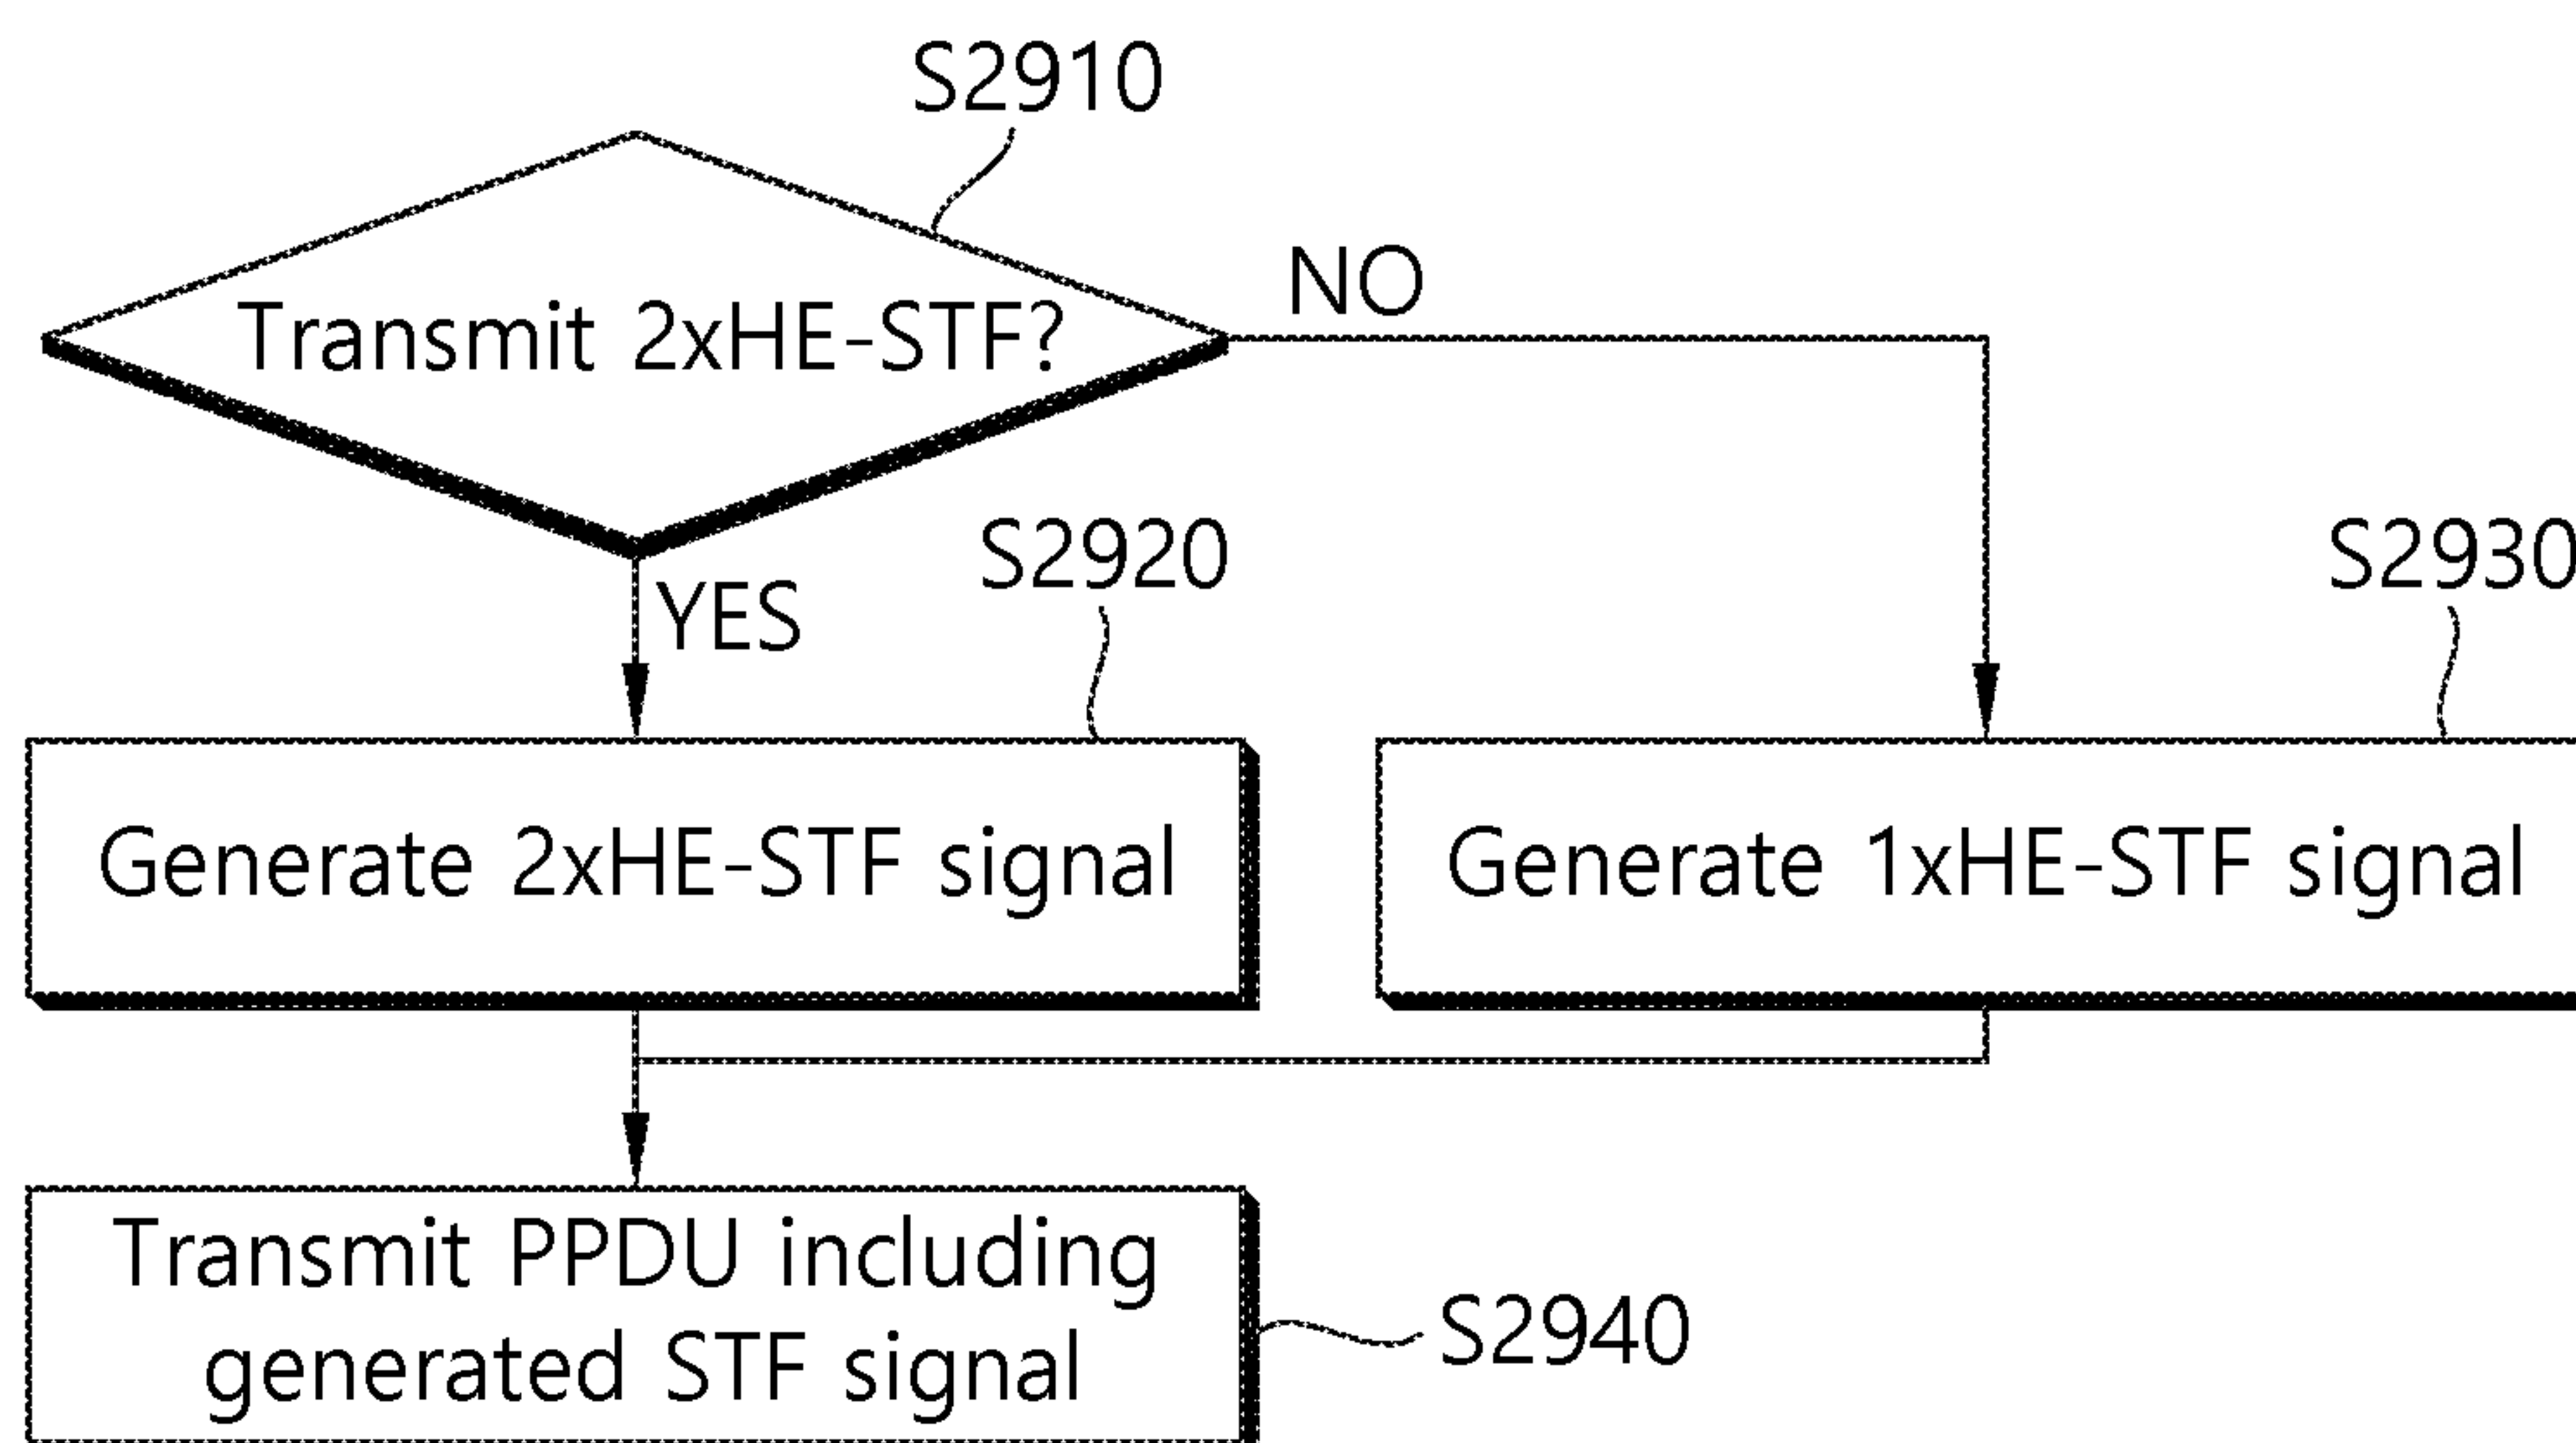 S2910
Transmit 2xHE-STF?
NO
YES
S2920
S2930
Generate 2xHE-STF signal
Generate 1xHE-STF signal
Transmit PPDU including
generated STF signal
S2940